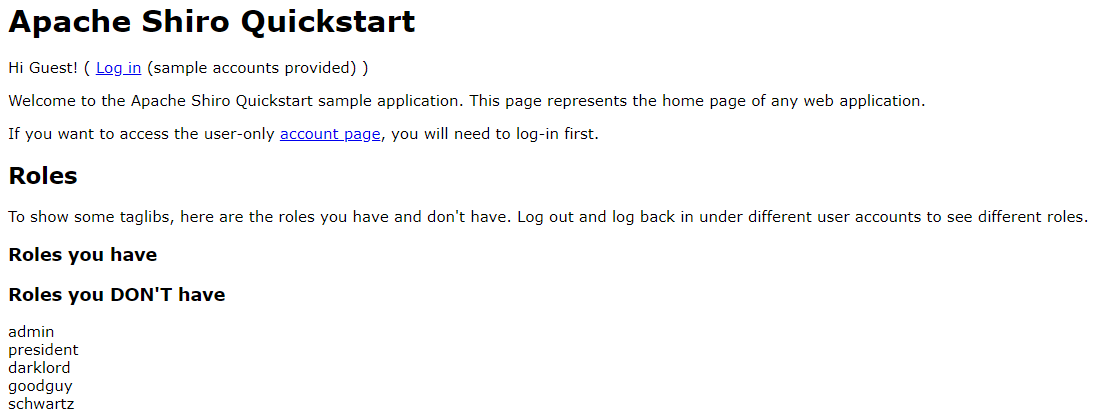 Apache Shiro Quickstart
Hi Guest! ( Log in (sample accounts provided) )
Welcome to the Apache Shiro Quickstart sample application. This page represents the home page of any web application.
If you want to access the user-only account page, you will need to log-in first.
Roles
To show some taglibs, here are the roles you have and don't have. Log out and log back in under different user accounts to see different roles.
Roles you have
Roles you DON'T have
admin
president
darklord
goodguy
schwartz